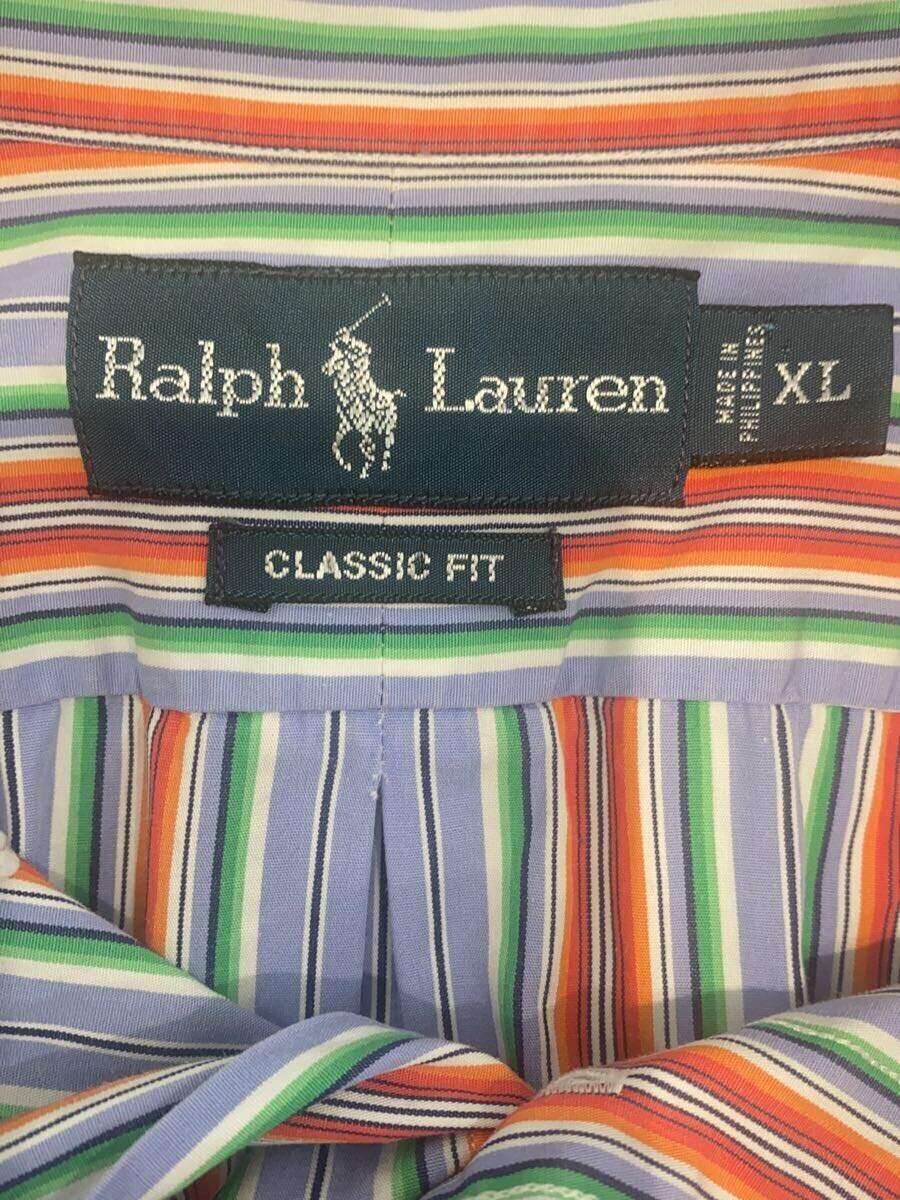 Ralph Lauren
MADE IN
PHILIPPINES
XL
CLASSIC FIT